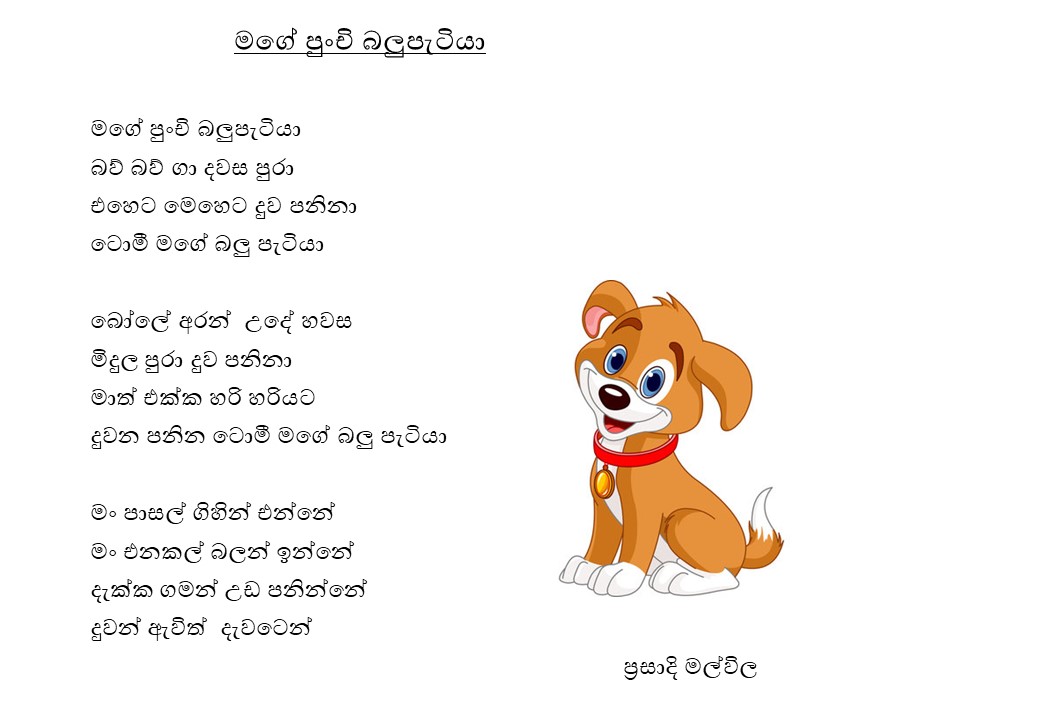 මගේ පුංචි බලුපැටියා
මගේ පුංචි බලුපැටියා
බව් බව් ගා දවස පුරා
එහෙට මෙහෙට දුව පනිනා
ටොමී මගේ බලු පැටියා
බෝලේ අරන්  උදේ හවස
මිදුල පුරා දුව පනිනා
මාත් එක්ක හරි හරියට
දුවන පනින ටොමී මගේ බලු පැටියා
මං පාසල් ගිහින් එන්නේ
මං එනකල් බලන් ඉන්නේ
දැක්ක ගමන් උඩ පනින්නේ
දුවන් ඇවිත්  දැවටෙන්
ප්‍රසාදි මල්විල